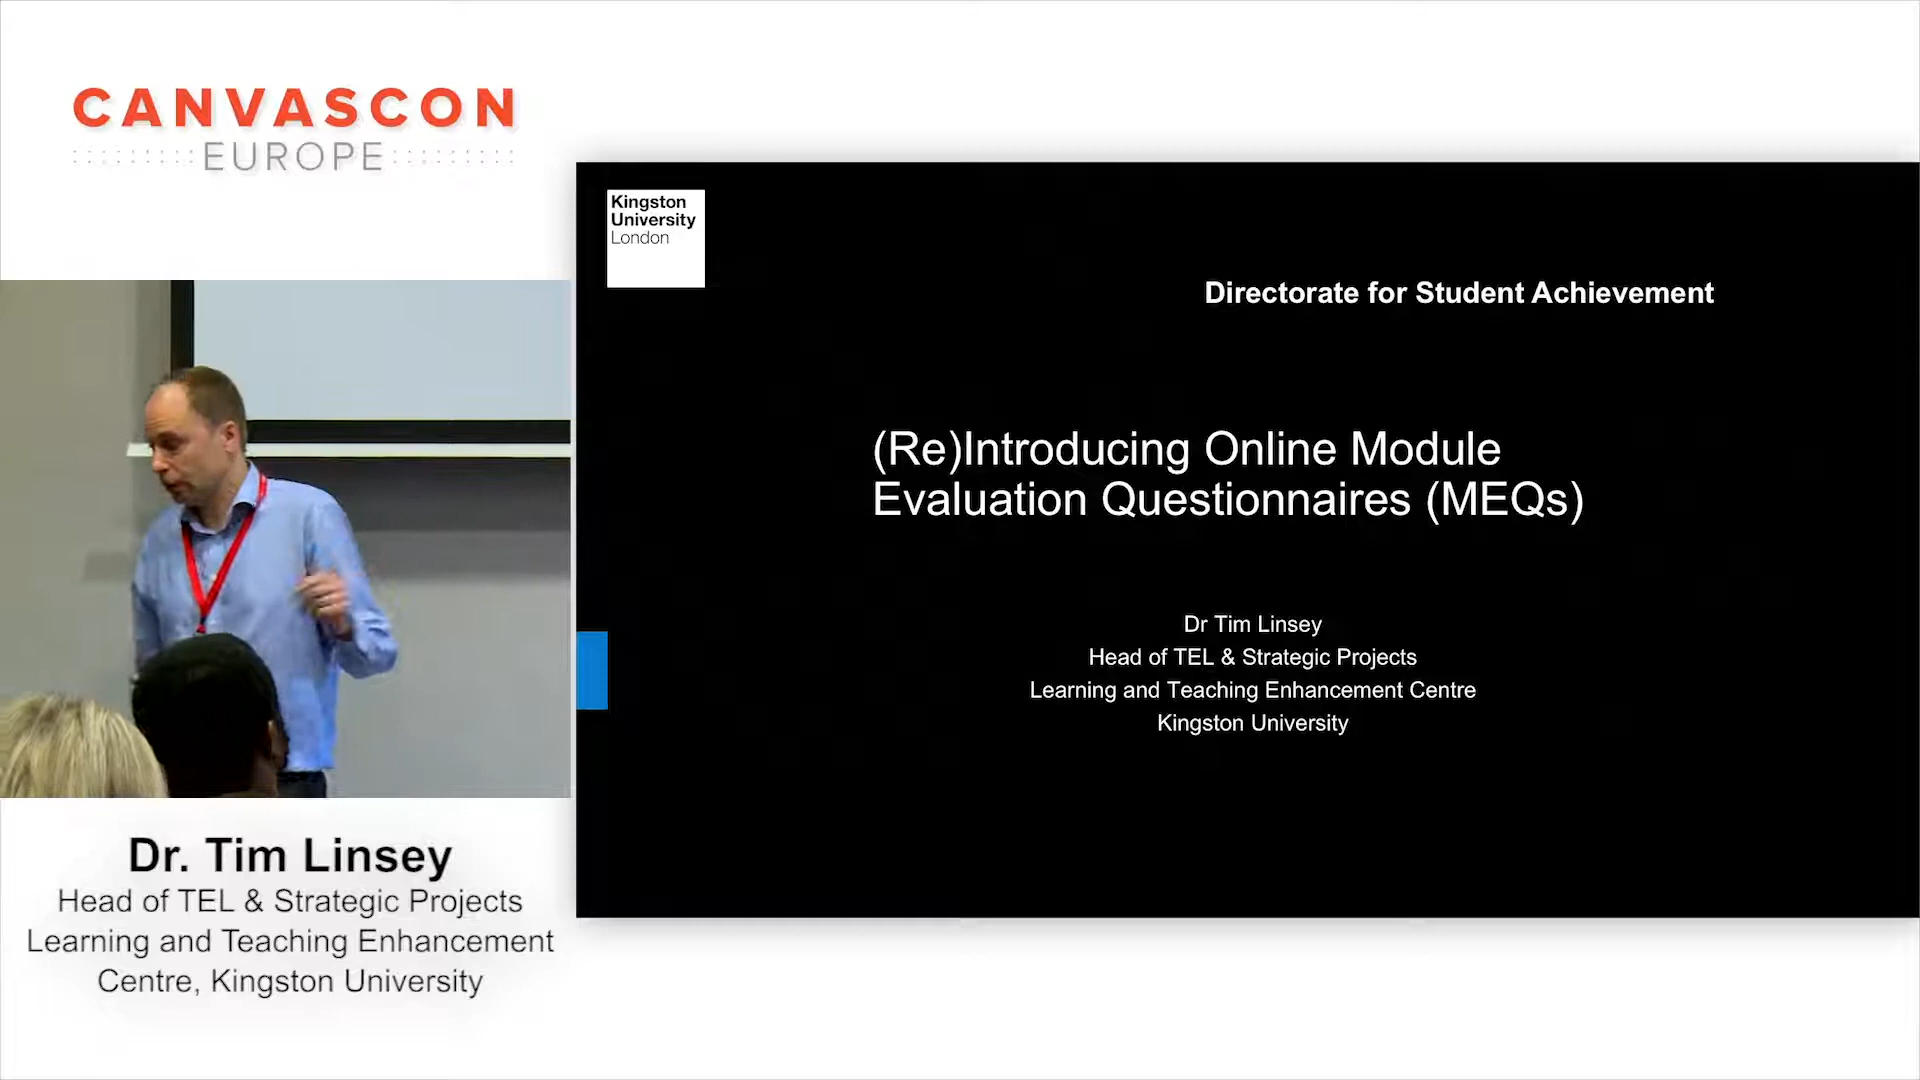 CANVASCON
EUROPE
Kingston
University
London
Directorate for Student Achievement
(Re)Introducing Online Module
Evaluation Questionnaires (MEQs)
Dr Tim Linsey
Head of TEL & Strategic Projects
Learning and Teaching Enhancement Centre
Kingston University
Dr. Tim Linsey
Head of TEL & Strategic Projects
Learning and Teaching Enhancement
Centre, Kingston University